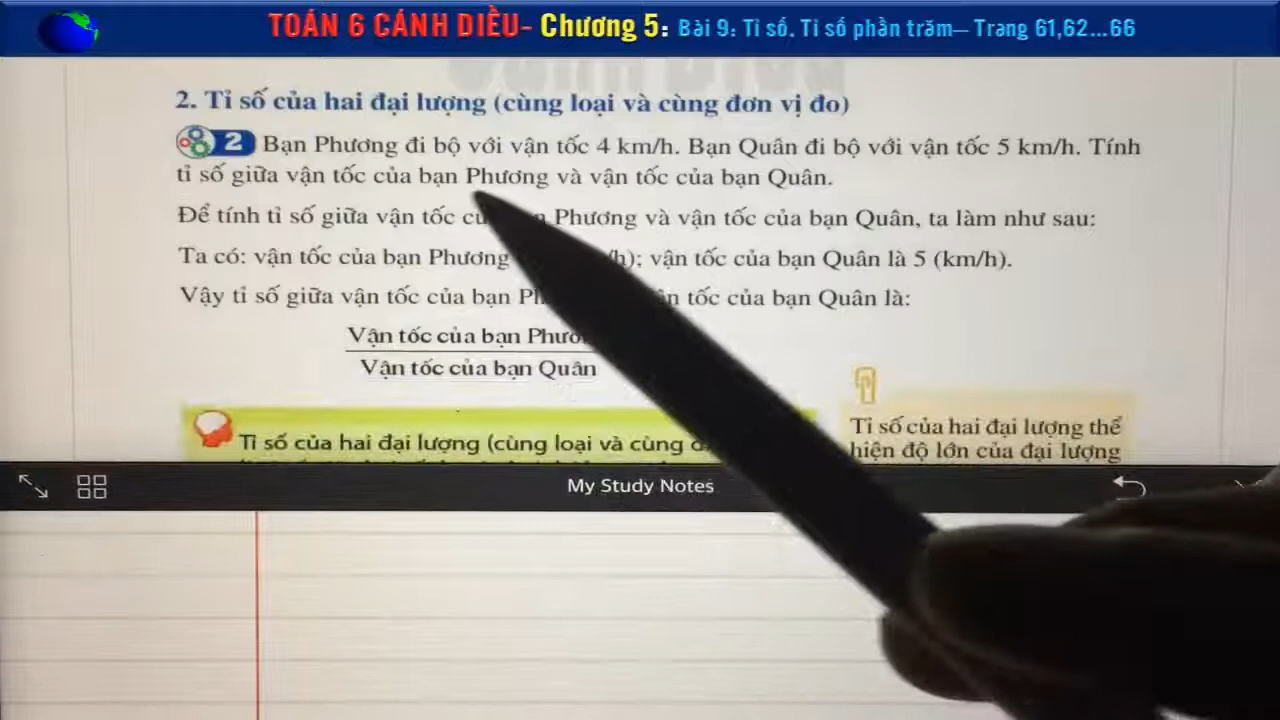 TOÁN 6 CÁNH DIỀU- Chương 5: Bài 9: Tỉ số. Tỉ số phần trăm– Trang 61,62...66
2. Tỉ số của hai đại lượng (cùng loại và cùng đơn vị đo)
2 Bạn Phương đi bộ với vận tốc 4 km/h. Bạn Quân đi bộ với vận tốc 5 km/h. Tính
tỉ số giữa vận tốc của bạn Phương và vận tốc của bạn Quân.
Để tính tỉ số giữa vận tốc Phương và vận tốc của bạn Quân, ta làm như sau:
Ta có: vận tốc của bạn Phương /h); vận tốc của bạn Quân là 5 (km/h).
Vậy tỉ số giữa vận tốc của bạn tốc của bạn Quân là:
Vận tốc của bạn
Vận tốc của bạn Quân
Tỉ số của hai đại lượng (cùng loại và cùng
Tỉ số của hai đại lượng thể
hiện độ lớn của đại lượng
My Study Notes